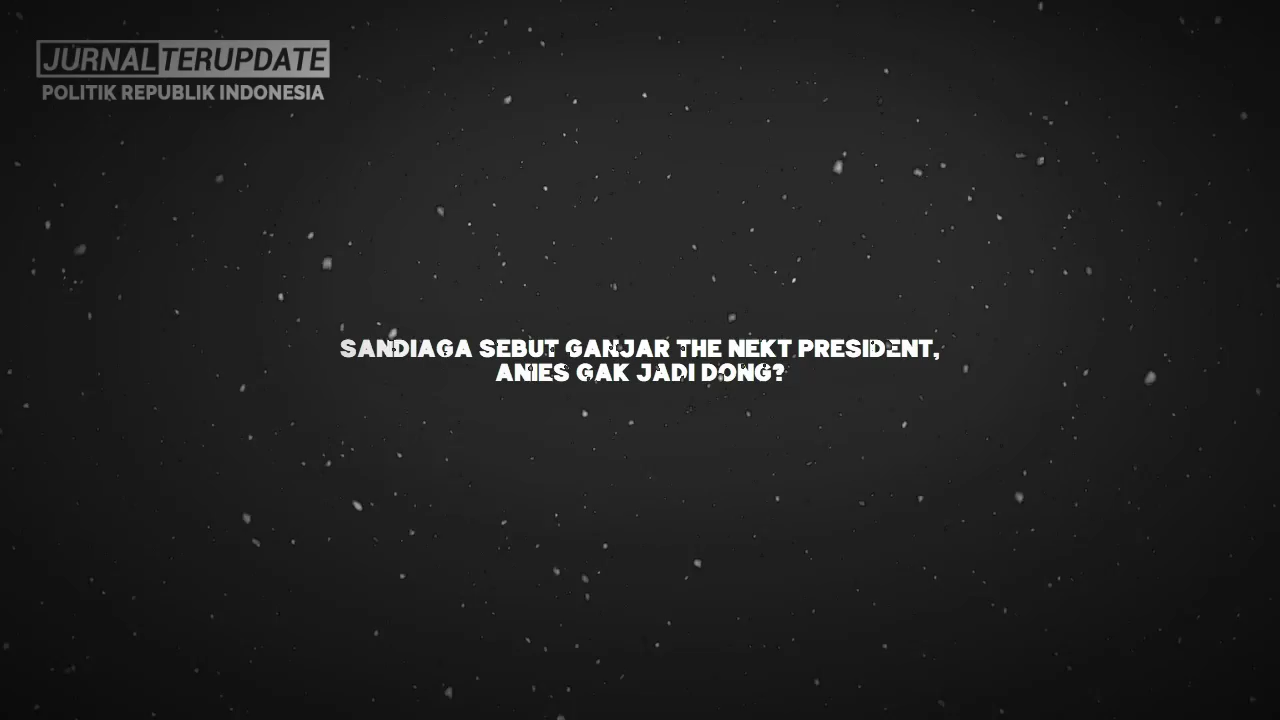 JURNALTERUPDATE
POLITIK REPUBLIK INDONESIA
SANDIAGA SEBUT GANJAR THE NEKT PRESIDENT,
ANIES GAK JADI DONG?